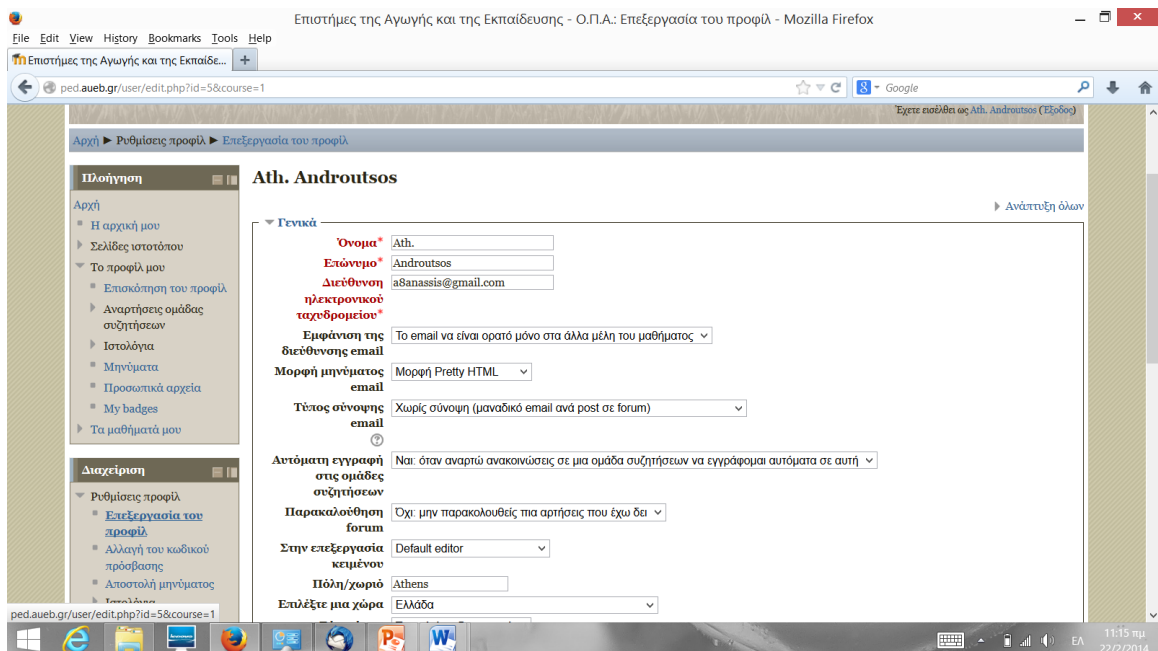 Επιστήμες της Αγωγής και της Εκπαίδευσης - Ο.Π.Α.: Επεξεργασία του προφίλ - Mozilla Firefox
File Edit View History Bookmarks Tools Help
Επιστήμες της Αγωγής και της Εκπαίδε...
ped.aueb.gr/user/edit.php?id=5&course=1
Google
Έχετε εισέλθει ως Ath. Androutsos (Έξοδος)
Αρχή ► Ρυθμίσεις προφίλ ► Επεξεργασία του προφίλ
Πλοήγηση
Αρχή
Η αρχική μου
Σελίδες ιστοτόπου
Το προφίλ μου
Επισκόπηση του προφίλ
Αναρτήσεις ομάδας
συζητήσεων
Ιστολόγια
Μηνύματα
Προσωπικά αρχεία
My badges
Τα μαθήματά μου
Διαχείριση
Ρυθμίσεις προφίλ
Επεξεργασία του
προφίλ
Αλλαγή του κωδικού
πρόσβασης
Αποστολή μηνύματος
Ιστολόγια
ped.aueb.gr/user/edit.php?id=5&course=1
Ath. Androutsos
Ανάπτυξη όλων
Γενικά
Όνομα* Ath.
Επώνυμο* Androutsos
Διεύθυνση a8anassis@gmail.com
ηλεκτρονικού
ταχυδρομείου*
Εμφάνιση της Το email να είναι ορατό μόνο στα άλλα μέλη του μαθήματος
διεύθυνσης email
Μορφή μηνύματος Μορφή Pretty HTML
email
Τύπος σύνοψης Χωρίς σύνοψη (μαναδικό email ανά post σε forum)
email
Αυτόματη εγγραφή Ναι: όταν αναρτώ ανακοινώσεις σε μια ομάδα συζητήσεων να εγγράφομαι αυτόματα σε αυτή
στις ομάδες
συζητήσεων
Παρακαλούθηση Όχι: μην παρακολουθείς πια αρτήσεις που έχω δει
forum
Στην επεξεργασία Default editor
κειμένου
Πόλη/χωριό Athens
Επιλέξτε μια χώρα Ελλάδα
ΕΛ
11:15 πμ
22/2/2014